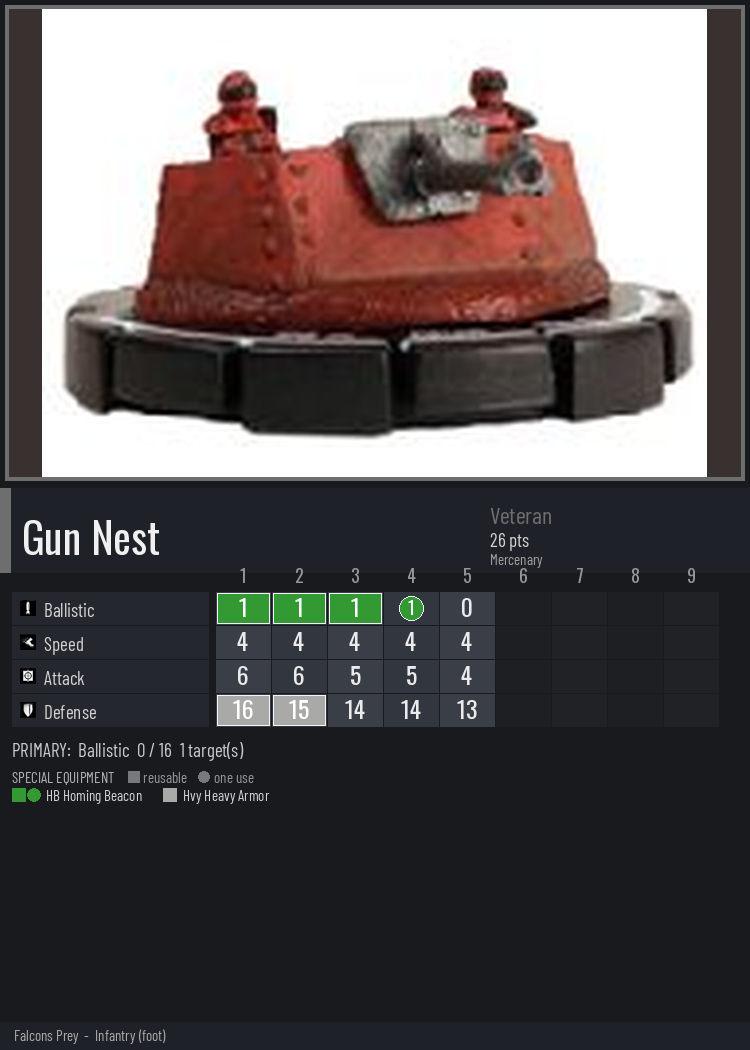 Gun Nest
Veteran
26 pts
Mercenary
1 2 3 4 5 6 7 8 9
Ballistic 1 1 1 1 0
Speed 4 4 4 4 4
Attack 6 6 5 5 4
Defense 16 15 14 14 13
PRIMARY: Ballistic 0 / 16 1 target(s)
SPECIAL EQUIPMENT reusable one use
HB Homing Beacon Hvy Heavy Armor
Falcons Prey - Infantry (foot)